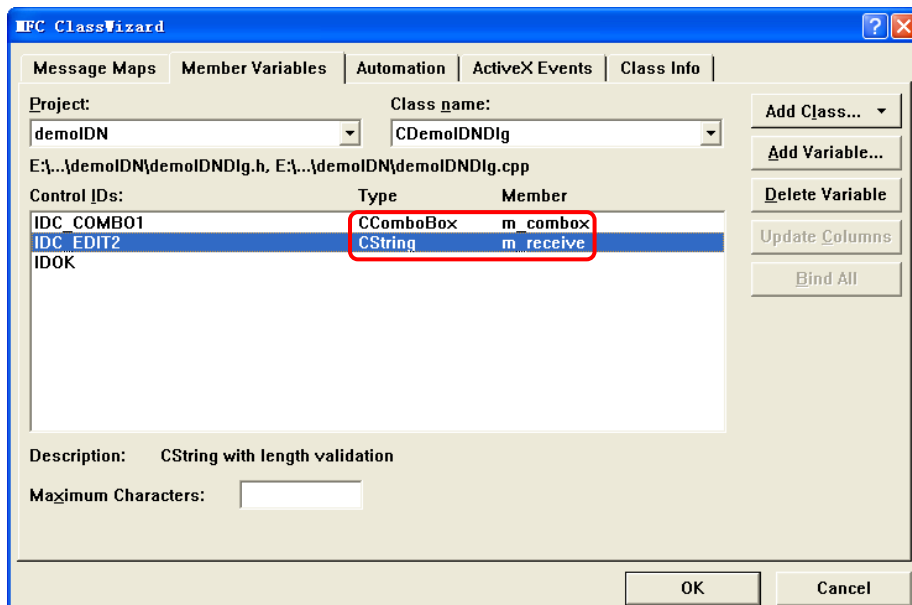 MFC ClassWizard
Message Maps Member Variables Automation ActiveX Events Class Info
Project: Class name:
demoIDN CDemoIDNDlg
Add Class...
E:\...\demoIDN\demoIDNDlg.h, E:\...\demoIDN\demoIDNDlg.cpp
Add Variable...
Control IDs: Type Member
Delete Variable
IDC_COMBO1 CComboBox m_combox
IDC_EDIT2 CString m_receive
Update Columns
IDOK
Bind All
Description: CString with length validation
Maximum Characters:
OK Cancel